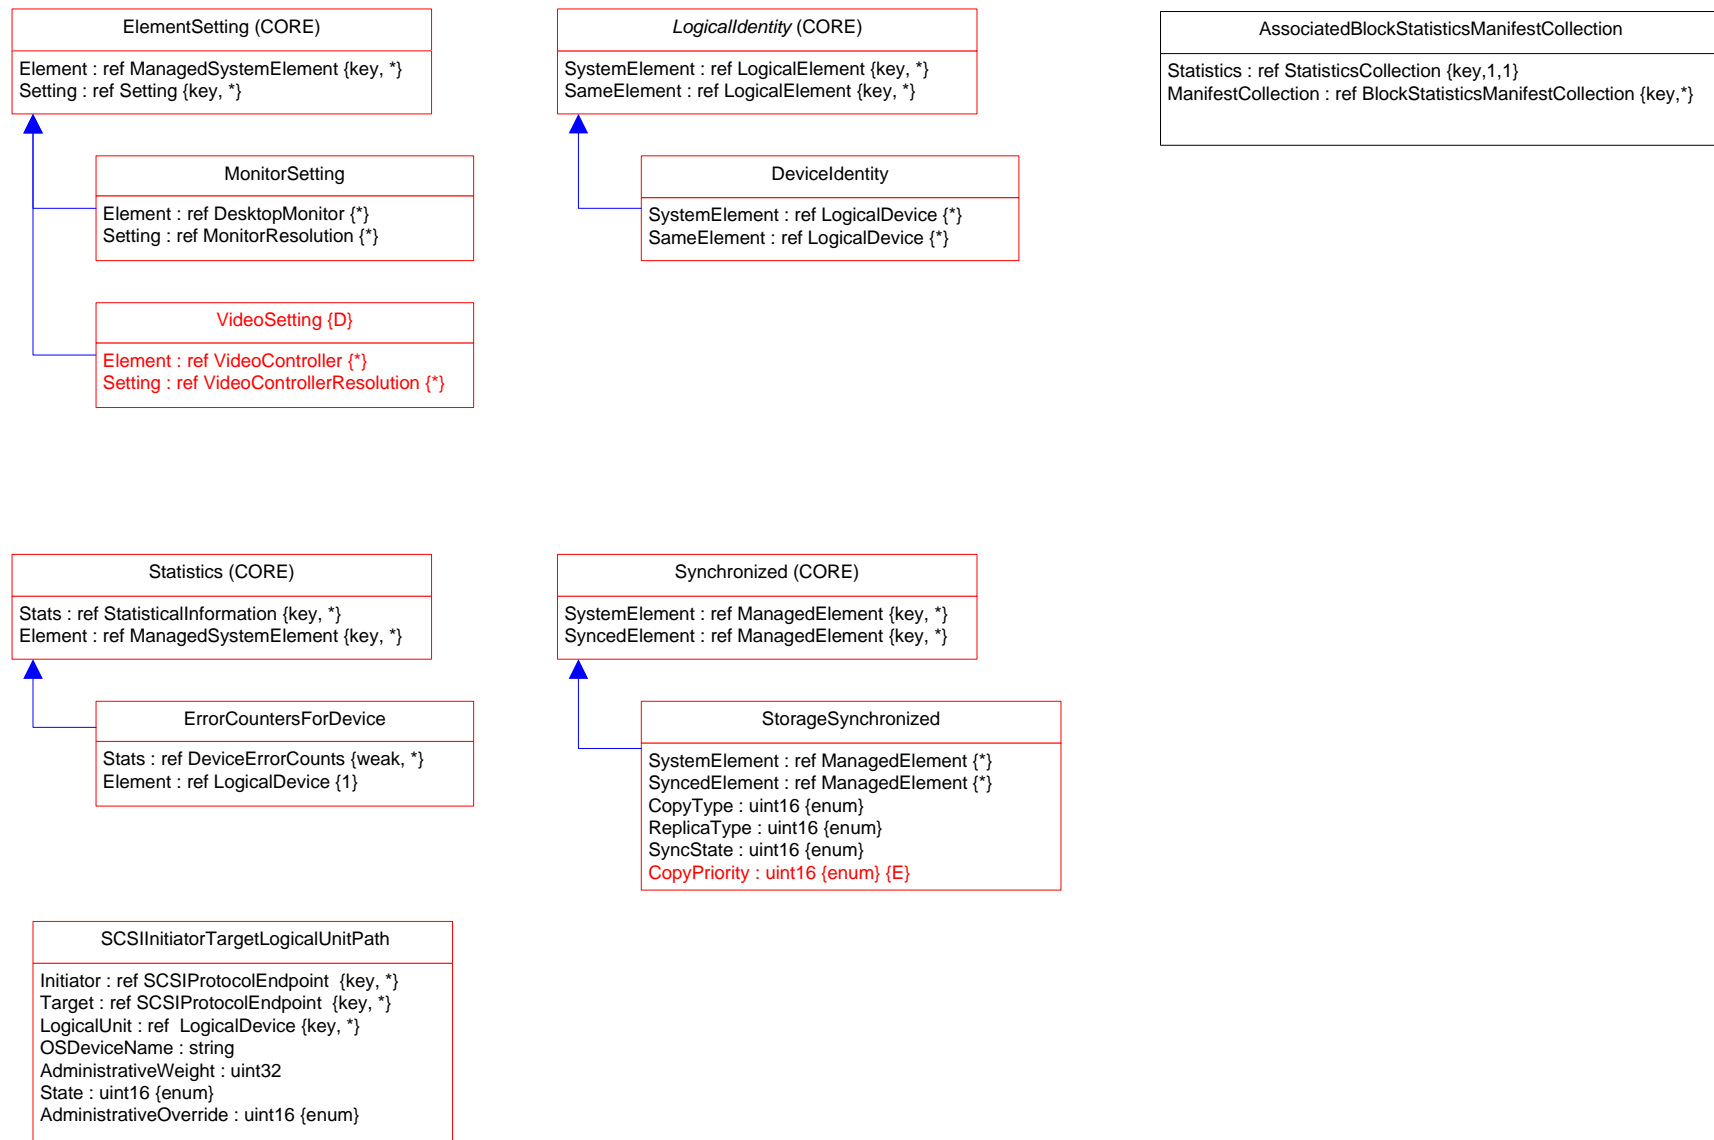 ElementSetting (CORE)
Element : ref ManagedSystemElement {key, *}
Setting : ref Setting {key, *}
MonitorSetting
Element : ref DesktopMonitor {*}
Setting : ref MonitorResolution {*}
VideoSetting {D}
Element : ref VideoController {*}
Setting : ref VideoControllerResolution {*}
LogicalIdentity (CORE)
SystemElement : ref LogicalElement {key, *}
SameElement : ref LogicalElement {key, *}
DeviceIdentity
SystemElement : ref LogicalDevice {*}
SameElement : ref LogicalDevice {*}
AssociatedBlockStatisticsManifestCollection
Statistics : ref StatisticsCollection {key,1,1}
ManifestCollection : ref BlockStatisticsManifestCollection {key,*}
Statistics (CORE)
Stats : ref StatisticalInformation {key, *}
Element : ref ManagedSystemElement {key, *}
ErrorCountersForDevice
Stats : ref DeviceErrorCounts {weak, *}
Element : ref LogicalDevice {1}
Synchronized (CORE)
SystemElement : ref ManagedElement {key, *}
SyncedElement : ref ManagedElement {key, *}
StorageSynchronized
SystemElement : ref ManagedElement {*}
SyncedElement : ref ManagedElement {*}
CopyType : uint16 {enum}
ReplicaType : uint16 {enum}
SyncState : uint16 {enum}
CopyPriority : uint16 {enum} {E}
SCSIInitiatorTargetLogicalUnitPath
Initiator : ref SCSIProtocolEndpoint  {key, *}
Target : ref SCSIProtocolEndpoint  {key, *}
LogicalUnit : ref  LogicalDevice {key, *}
OSDeviceName : string
AdministrativeWeight : uint32
State : uint16 {enum}
AdministrativeOverride : uint16 {enum}